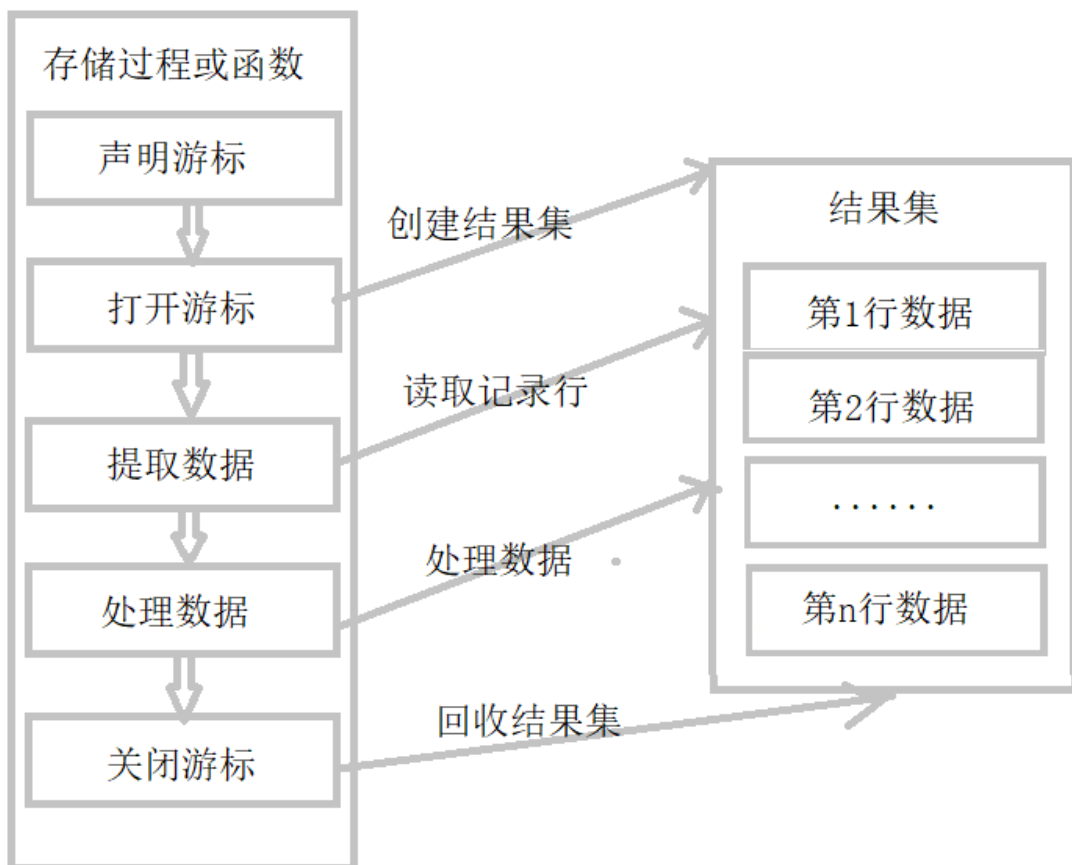 存储过程或函数
声明游标
打开游标
提取数据
处理数据
关闭游标
创建结果集
读取记录行
处理数据
回收结果集
结果集
第1行数据
第2行数据
......
第n行数据